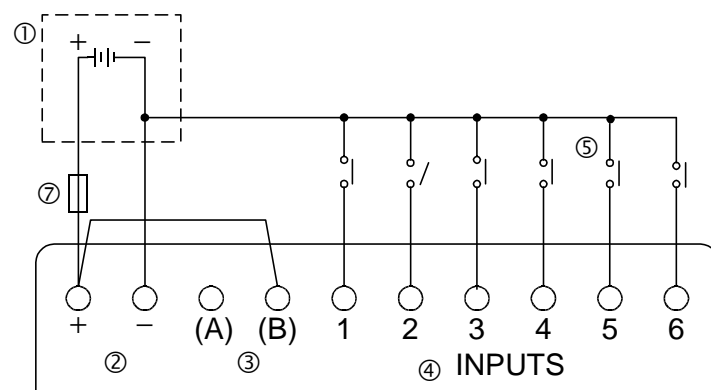 ① + −
⑤
⑦
+ − (A) (B) 1 2 3 4 5 6
② ③ ④ INPUTS